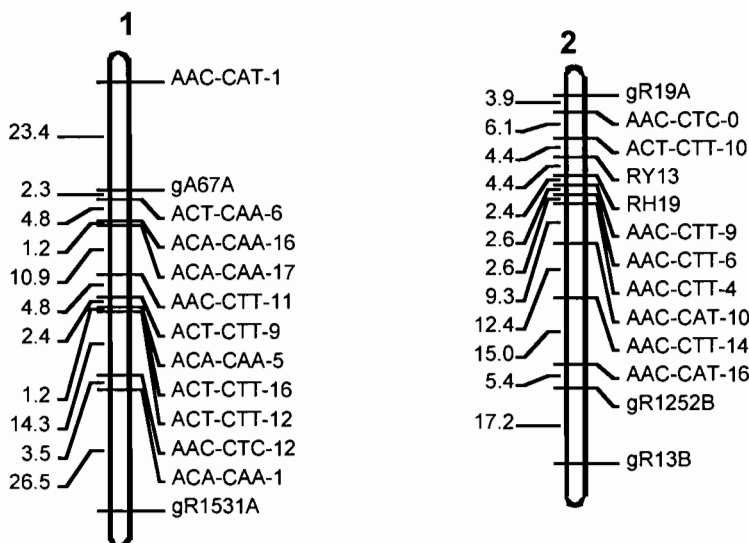 1
AAC-CAT-1
23.4
gA67A
2.3
ACT-CAA-6
4.8
ACA-CAA-16
1.2
ACA-CAA-17
10.9
AAC-CTT-11
4.8
ACT-CTT-9
2.4
ACA-CAA-5
ACT-CTT-16
1.2
ACT-CTT-12
14.3
AAC-CTC-12
3.5
ACA-CAA-1
26.5
gR1531A
2
gR19A
3.9
AAC-CTC-0
6.1
ACT-CTT-10
4.4
RY13
4.4
RH19
2.4
AAC-CTT-9
2.6
AAC-CTT-6
2.6
AAC-CTT-4
9.3
AAC-CAT-10
12.4
AAC-CTT-14
15.0
AAC-CAT-16
5.4
gR1252B
17.2
gR13B